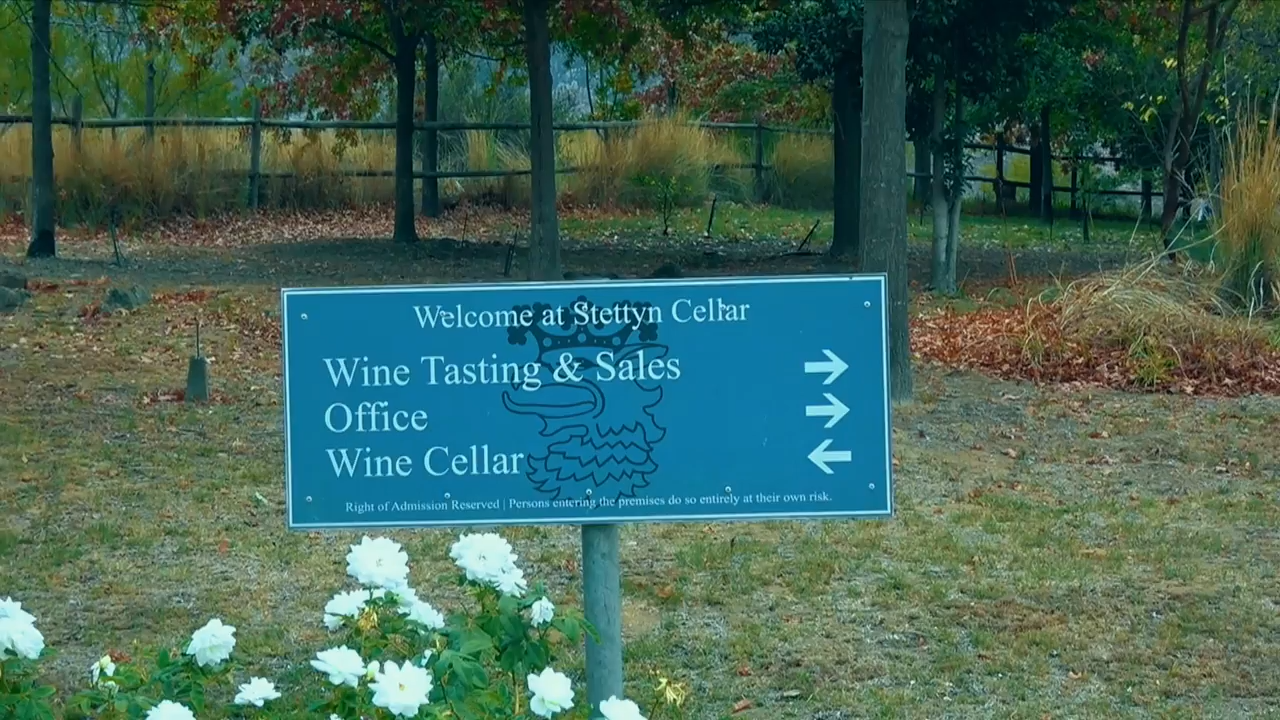 Welcome at Stettyn Cellar
Wine Tasting & Sales
Office
Wine Cellar
Right of Admission Reserved | Persons entering the premises do so entirely at their own risk.